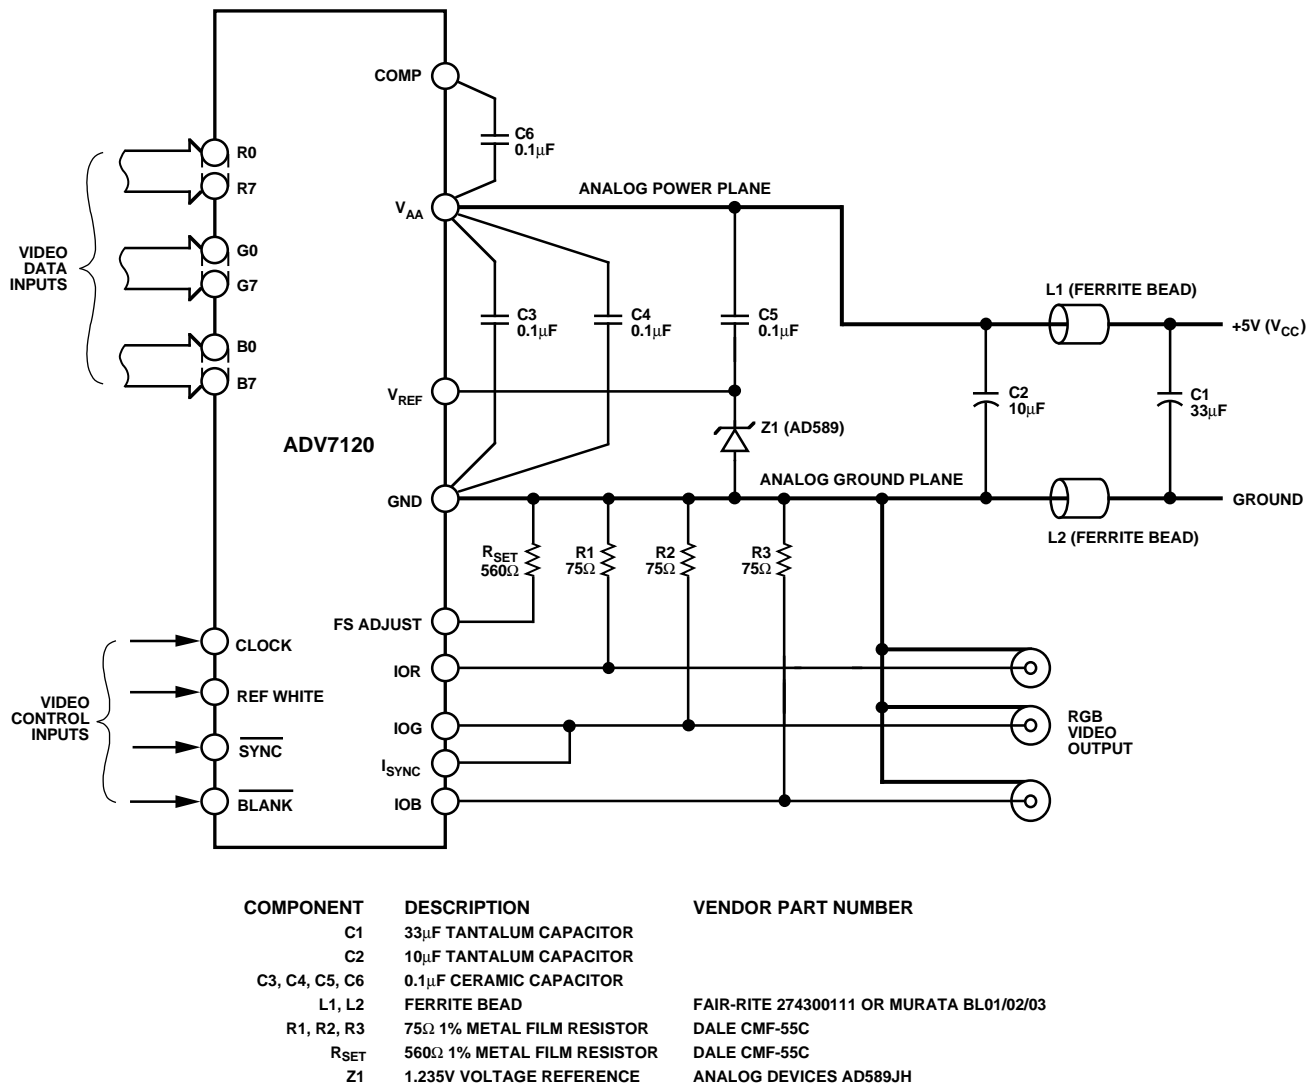 COMP
C6
0.1μF
R0
R7
ANALOG POWER PLANE
VAA
VIDEO
DATA
INPUTS
G0
G7
L1 (FERRITE BEAD)
C3
0.1μF
C4
0.1μF
C5
0.1μF
+5V (VCC)
B0
B7
VREF
C2
10μF
C1
33μF
ADV7120
Z1 (AD589)
ANALOG GROUND PLANE
GND
GROUND
L2 (FERRITE BEAD)
RSET
560Ω
R1
75Ω
R2
75Ω
R3
75Ω
FS ADJUST
CLOCK
IOR
REF WHITE
VIDEO
CONTROL
INPUTS
IOG
RGB
VIDEO
OUTPUT
SYNC
ISYNC
BLANK
IOB
COMPONENT DESCRIPTION VENDOR PART NUMBER
C1 33μF TANTALUM CAPACITOR
C2 10μF TANTALUM CAPACITOR
C3, C4, C5, C6 0.1μF CERAMIC CAPACITOR
L1, L2 FERRITE BEAD FAIR-RITE 274300111 OR MURATA BL01/02/03
R1, R2, R3 75Ω 1% METAL FILM RESISTOR DALE CMF-55C
RSET 560Ω 1% METAL FILM RESISTOR DALE CMF-55C
Z1 1.235V VOLTAGE REFERENCE ANALOG DEVICES AD589JH